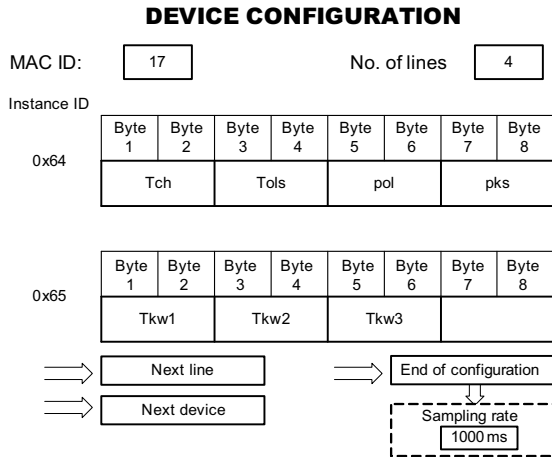 DEVICE CONFIGURATION
MAC ID: 17 No. of lines 4
Instance ID
Byte 1 Byte 2 Byte 3 Byte 4 Byte 5 Byte 6 Byte 7 Byte 8
0x64
Tch Tols pol pks
Byte 1 Byte 2 Byte 3 Byte 4 Byte 5 Byte 6 Byte 7 Byte 8
0x65
Tkw1 Tkw2 Tkw3
Next line End of configuration
Next device
Sampling rate
1000 ms